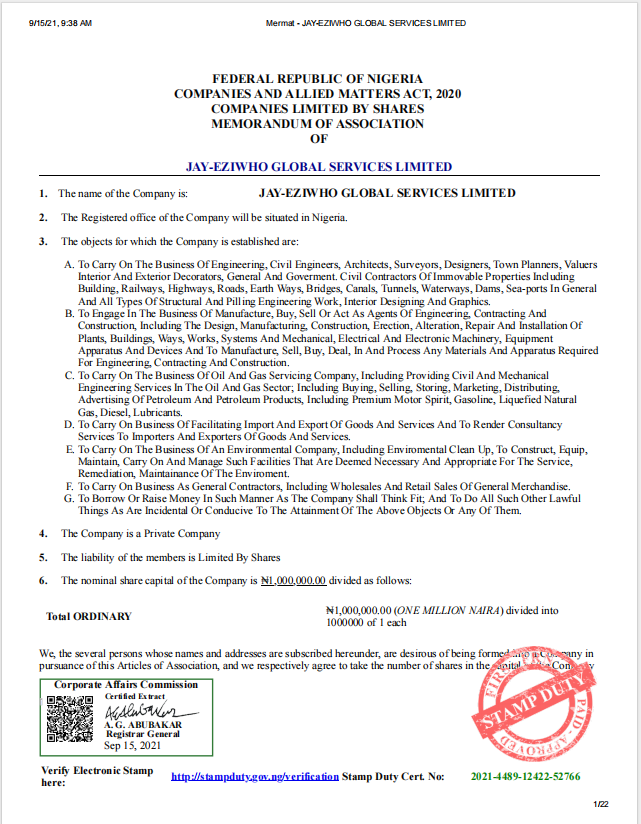 9/15/21, 9:38 AM Mermat - JAY-EZIWHO GLOBAL SERVICES LIMITED
FEDERAL REPUBLIC OF NIGERIA
COMPANIES AND ALLIED MATTERS ACT, 2020
COMPANIES LIMITED BY SHARES
MEMORANDUM OF ASSOCIATION
OF
JAY-EZIWHO GLOBAL SERVICES LIMITED
1. The name of the Company is: JAY-EZIWHO GLOBAL SERVICES LIMITED
2. The Registered office of the Company will be situated in Nigeria.
3. The objects for which the Company is established are:
A. To Carry On The Business Of Engineering, Civil Engineers, Architects, Surveyors, Designers, Town Planners, Valuers
Interior And Exterior Decorators, General And Goverment. Civil Contractors Of Immovable Properties Including
Building, Railways, Highways, Roads, Earth Ways, Bridges, Canals, Tunnels, Waterways, Dams, Sea-ports In General
And All Types Of Structural And Pilling Engineering Work, Interior Designing And Graphics.
B. To Engage In The Business Of Manufacture, Buy, Sell Or Act As Agents Of Engineering, Contracting And
Construction, Including The Design, Manufacturing, Construction, Erection, Alteration, Repair And Installation Of
Plants, Buildings, Ways, Works, Systems And Mechanical, Electrical And Electronic Machinery, Equipment
Apparatus And Devices And To Manufacture, Sell, Buy, Deal, In And Process Any Materials And Apparatus Required
For Engineering, Contracting And Construction.
C. To Carry On The Business Of Oil And Gas Servicing Company, Including Providing Civil And Mechanical
Engineering Services In The Oil And Gas Sector; Including Buying, Selling, Storing, Marketing, Distributing,
Advertising Of Petroleum And Petroleum Products, Including Premium Motor Spirit, Gasoline, Liquefied Natural
Gas, Diesel, Lubricants.
D. To Carry On Business Of Facilitating Import And Export Of Goods And Services And To Render Consultancy
Services To Importers And Exporters Of Goods And Services.
E. To Carry On The Business Of An Environmental Company, Including Enviromental Clean Up, To Construct, Equip,
Maintain, Carry On And Manage Such Facilities That Are Deemed Necessary And Appropriate For The Service,
Remediation, Maintainance Of The Enviroment.
F. To Carry On Business As General Contractors, Including Wholesales And Retail Sales Of General Merchandise.
G. To Borrow Or Raise Money In Such Manner As The Company Shall Think Fit; And To Do All Such Other Lawful
Things As Are Incidental Or Conducive To The Attainment Of The Above Objects Or Any Of Them.
4. The Company is a Private Company
5. The liability of the members is Limited By Shares
6. The nominal share capital of the Company is ₦1,000,000.00 divided as follows:
Total ORDINARY ₦1,000,000.00 (ONE MILLION NAIRA) divided into
1000000 of 1 each
We, the several persons whose names and addresses are subscribed hereunder, are desirous of being formed into a Company in
pursuance of this Articles of Association, and we respectively agree to take the number of shares in the capital of the Company
Corporate Affairs Commission
Certified Extract
A. G. ABUBAKAR
Registrar General
Sep 15, 2021
STAMP DUTY
PAID
APPROVED
Verify Electronic Stamp
here: http://stampduty.gov.ng/verification Stamp Duty Cert. No: 2021-4489-12422-52766
1/22